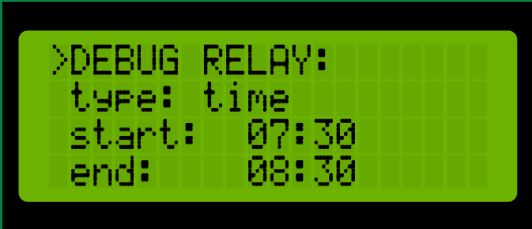 >DEBUG RELAY:
type: time
start:  07:30
end:    08:30